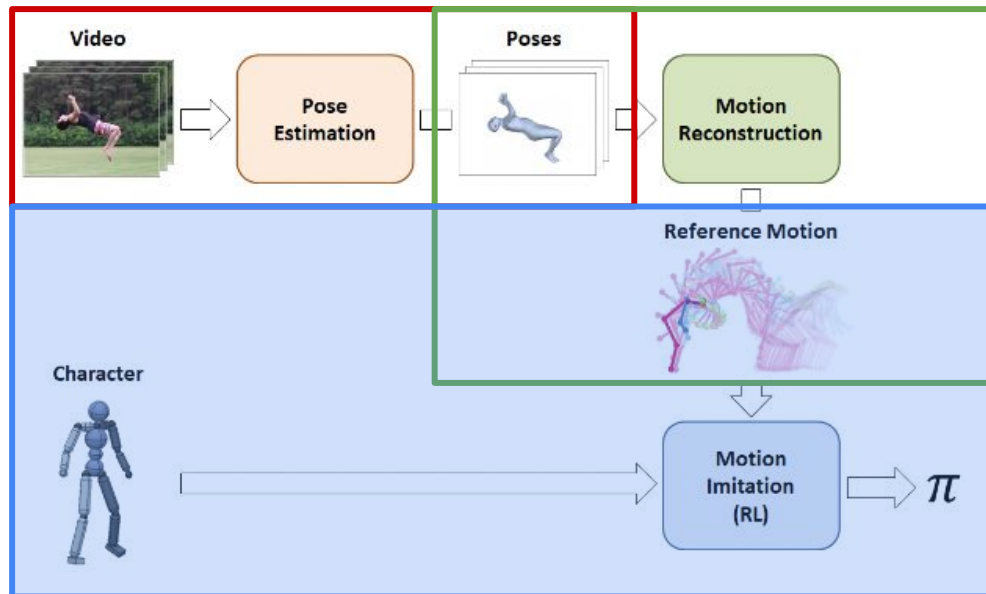 Video
Poses
Pose
Estimation
Motion
Reconstruction
Reference Motion
Character
Motion
Imitation
(RL)
π